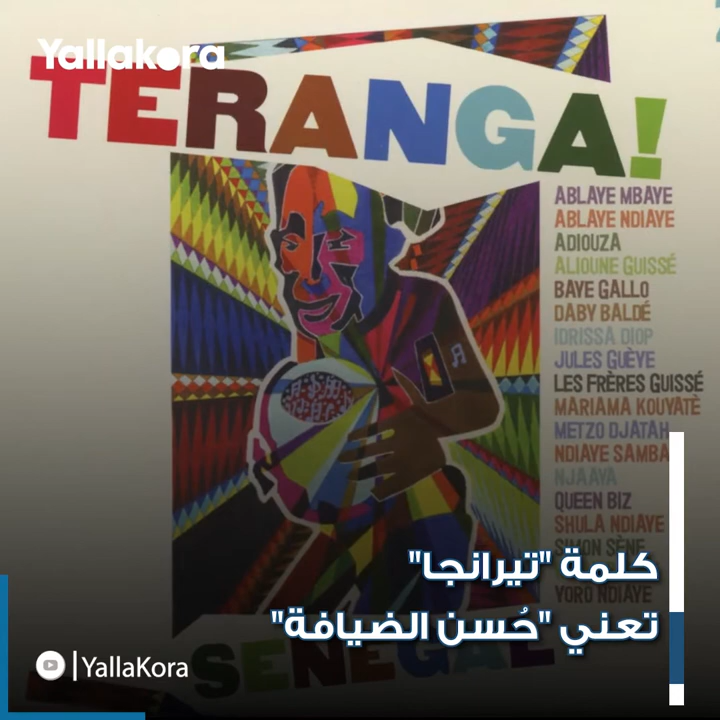 Yallakora
TERANGA!
ABLAYE MBAYE
ABLAYE NDIAYE
ADIOUZA
ALIOUNE GUISSÉ
BAYE GALLO
DABY BALDÉ
IDRISSA DIOP
JULES GUÈYE
LES FRÈRES GUISSÉ
MARIAMA KOUYATÈ
METZO DJATAH
NDIAYE SAMBA
NJAAYA
QUEEN BIZ
SHULA NDIAYE
SIMON SÈNE
YORO NDIAYE
كلمة "تيرانجا"
تعني "حُسن الضيافة"
SENEGAL
YallaKora